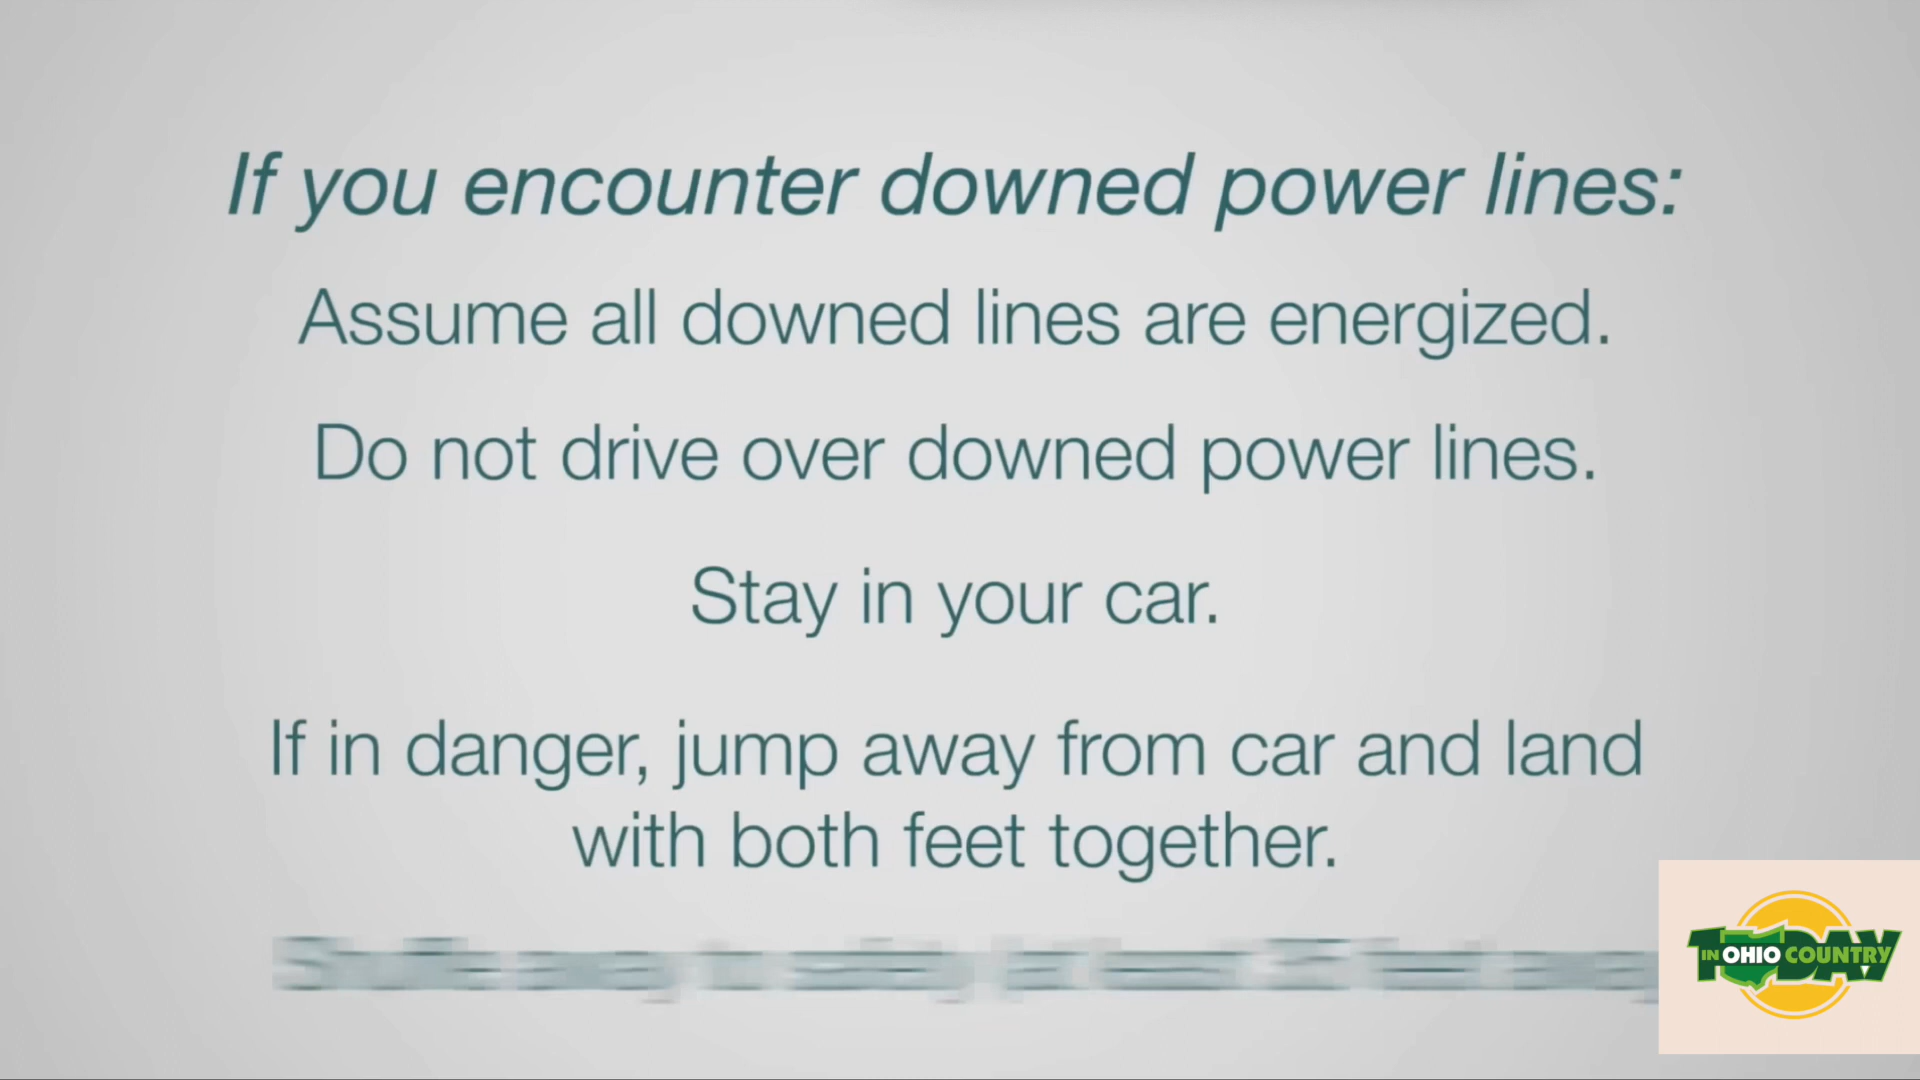 If you encounter downed power lines:
Assume all downed lines are energized.
Do not drive over downed power lines.
Stay in your car.
If in danger, jump away from car and land
with both feet together.
TODAY
IN OHIO COUNTRY